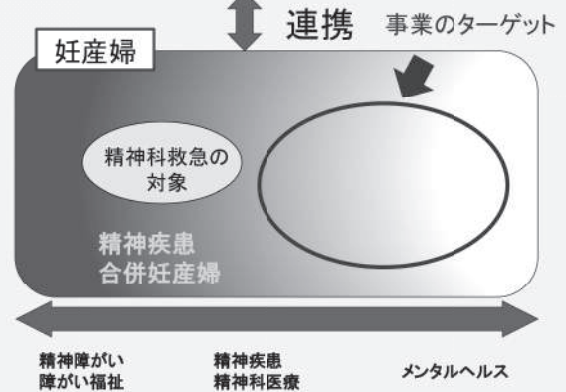 連携
事業のターゲット
妊産婦
精神科救急の
対象
精神疾患
合併妊産婦
精神障がい
障がい福祉
精神疾患
精神科医療
メンタルヘルス